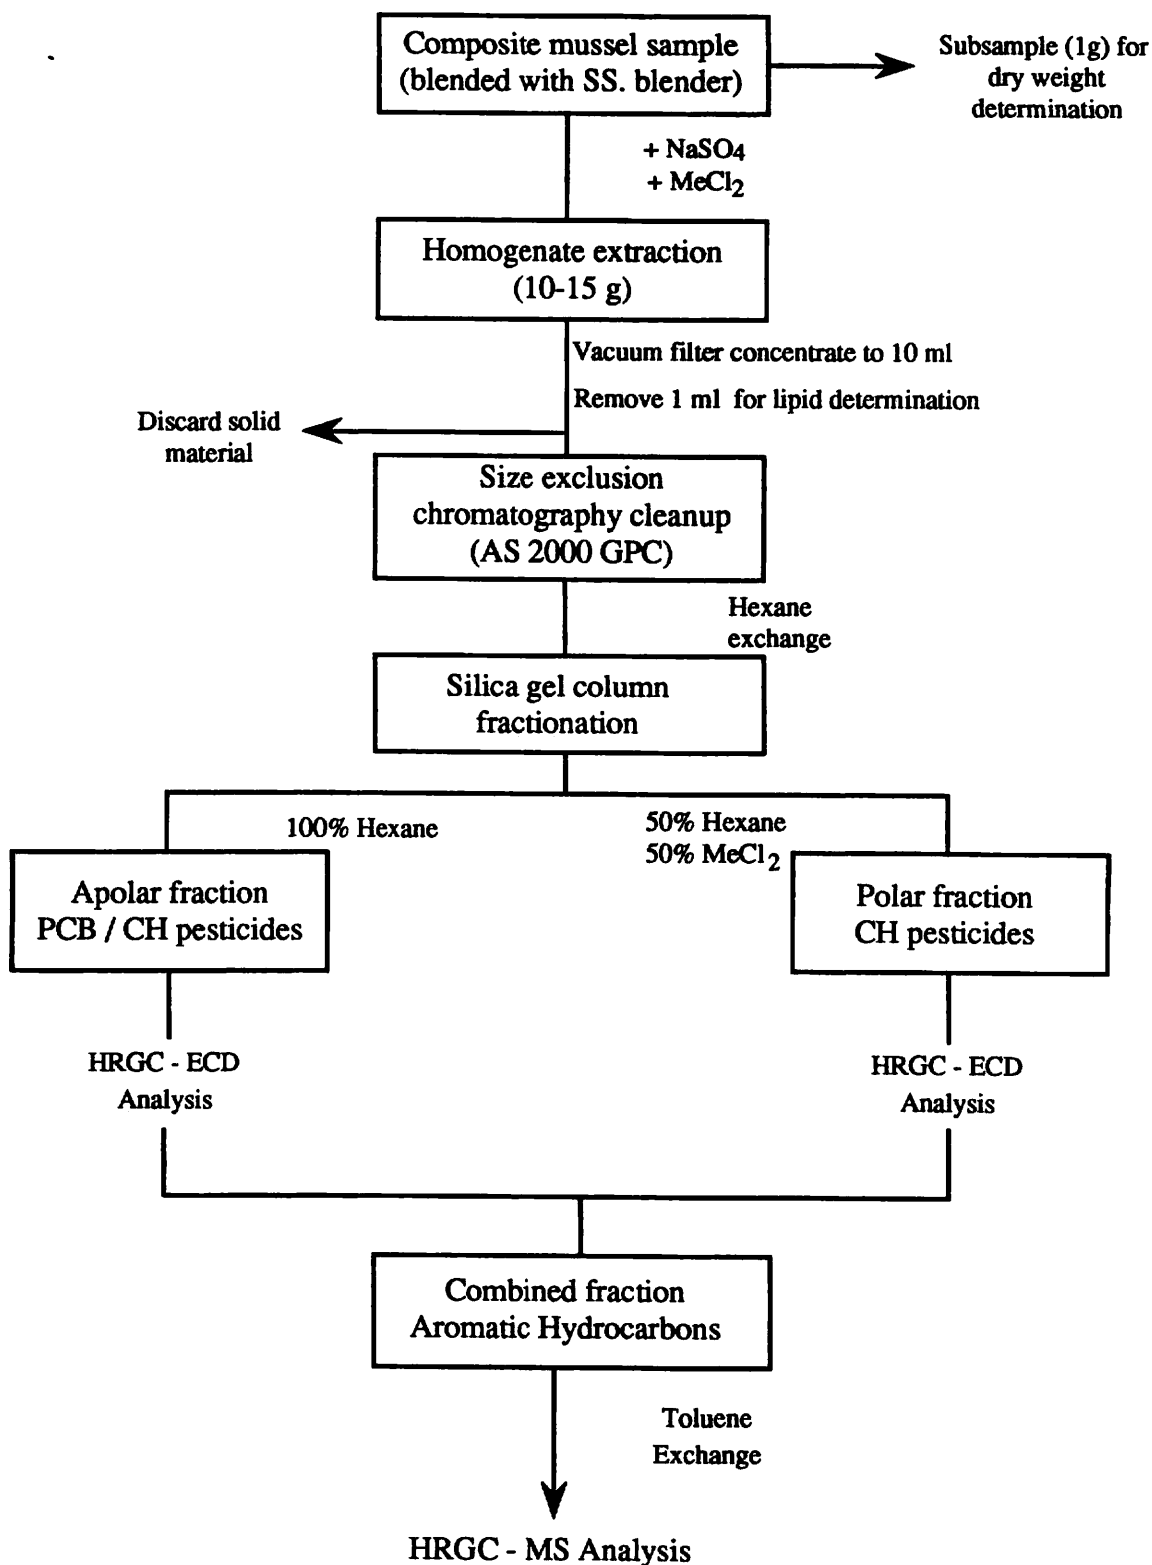 Composite mussel sample
(blended with SS. blender)
Subsample (1g) for
dry weight
determination
+ NaSO4
+ MeCl2
Homogenate extraction
(10-15 g)
Vacuum filter concentrate to 10 ml
Remove 1 ml for lipid determination
Discard solid
material
Size exclusion
chromatography cleanup
(AS 2000 GPC)
Hexane
exchange
Silica gel column
fractionation
100% Hexane
50% Hexane
50% MeCl2
Apolar fraction
PCB / CH pesticides
Polar fraction
CH pesticides
HRGC - ECD
Analysis
HRGC - ECD
Analysis
Combined fraction
Aromatic Hydrocarbons
Toluene
Exchange
HRGC - MS Analysis